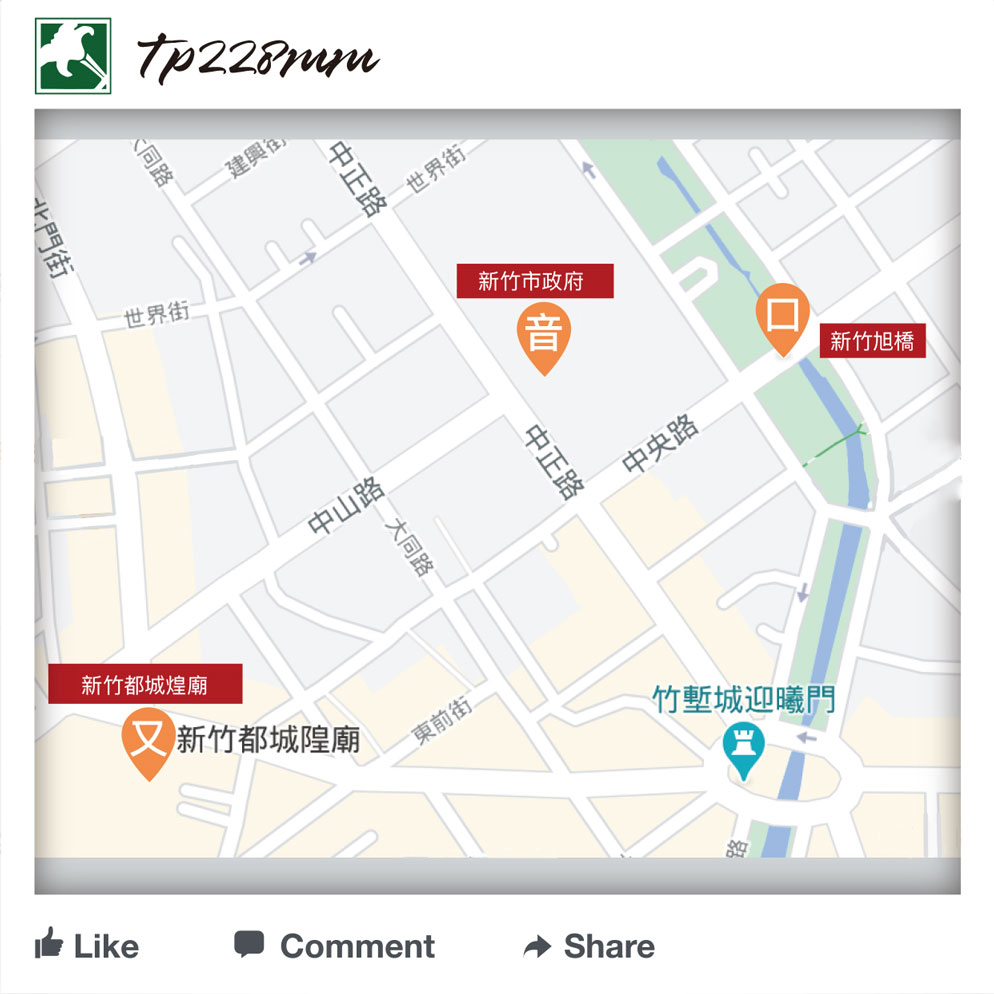 tp228mm
大同路
建興街
中正路
世界街
北門街
新竹市政府
音
口
新竹旭橋
世界街
中正路
中央路
中山路
大同路
新竹都城煌廟
又
新竹都城隍廟
東前街
竹塹城迎曦門
路
Like
Comment
Share